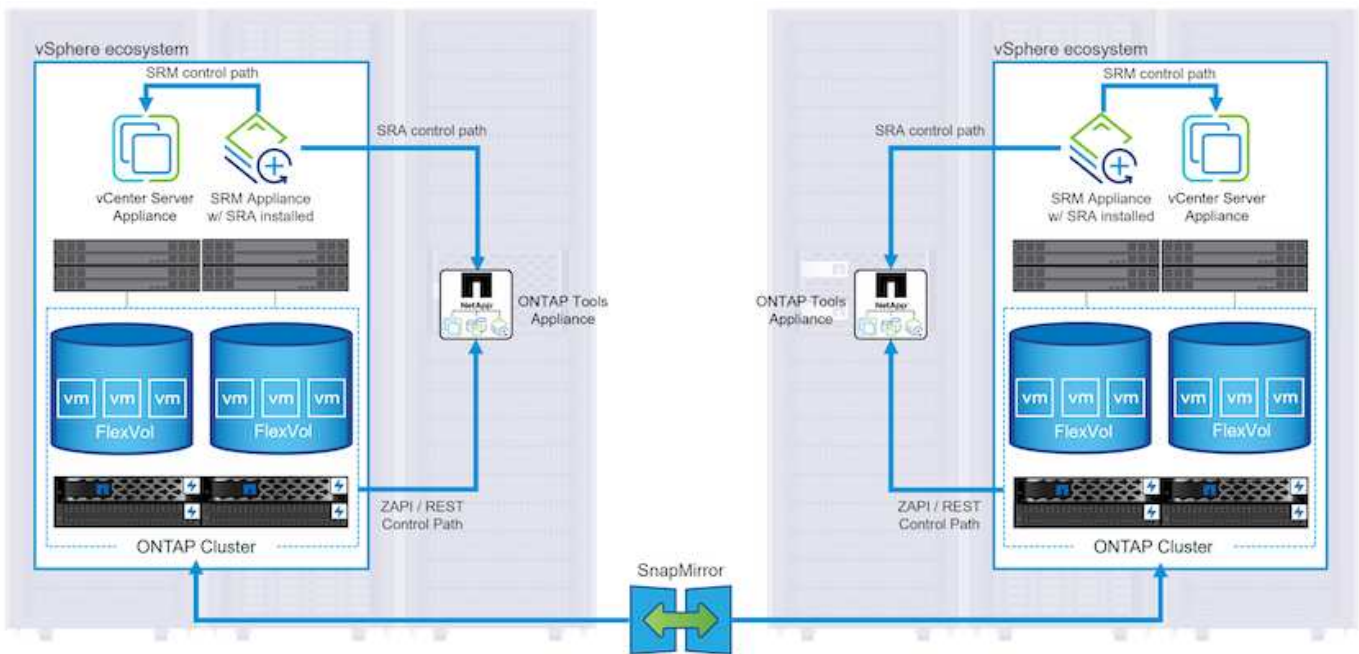 vSphere ecosystem
SRM control path
SRA control path
vCenter Server
Appliance
SRM Appliance
w/ SRA installed
NetApp
ONTAP Tools
Appliance
vm vm vm
FlexVol
vm vm vm
FlexVol
ZAPI / REST
Control Path
ONTAP Cluster
SnapMirror
vSphere ecosystem
SRM control path
SRA control path
SRM Appliance
w/ SRA installed
vCenter Server
Appliance
NetApp
ONTAP Tools
Appliance
vm vm vm
FlexVol
vm vm vm
FlexVol
ZAPI / REST
Control Path
ONTAP Cluster